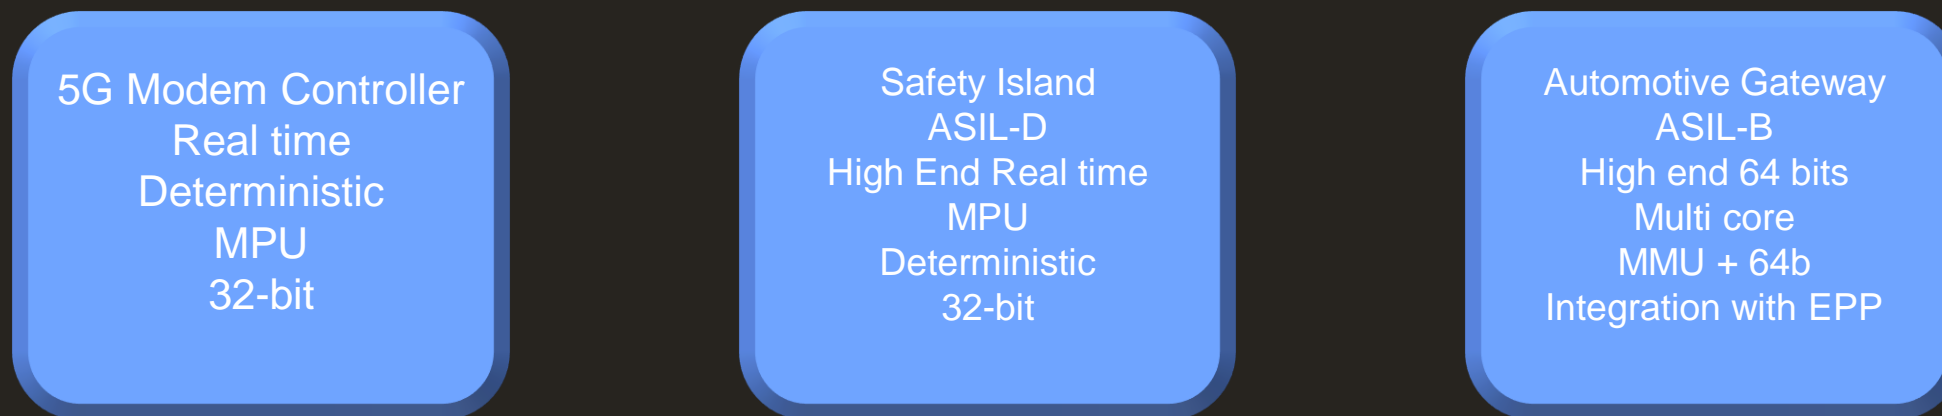 5G Modem Controller
Real time
Deterministic
MPU
32-bit
Safety Island
ASIL-D
High End Real time
MPU
Deterministic
32-bit
Automotive Gateway
ASIL-B
High end 64 bits
Multi core
MMU + 64b
Integration with EPP